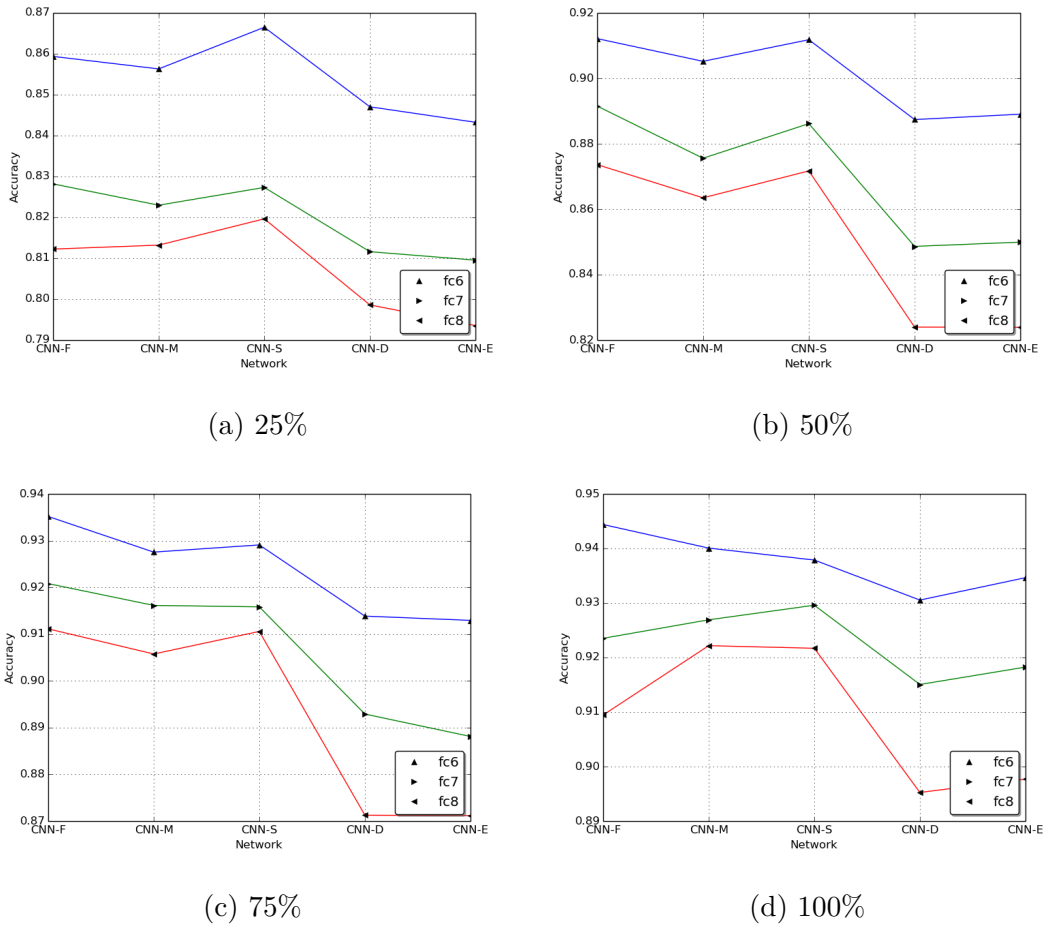 0.87
0.86
0.85
0.84
0.83
0.82
0.81
0.80
0.79
Accuracy
CNN-F CNN-M CNN-S CNN-D CNN-E
Network
fc6
fc7
fc8
(a) 25%
0.92
0.90
0.88
0.86
0.84
0.82
Accuracy
CNN-F CNN-M CNN-S CNN-D CNN-E
Network
fc6
fc7
fc8
(b) 50%
0.94
0.93
0.92
0.91
0.90
0.89
0.88
0.87
Accuracy
CNN-F CNN-M CNN-S CNN-D CNN-E
Network
fc6
fc7
fc8
(c) 75%
0.95
0.94
0.93
0.92
0.91
0.90
0.89
Accuracy
CNN-F CNN-M CNN-S CNN-D CNN-E
Network
fc6
fc7
fc8
(d) 100%